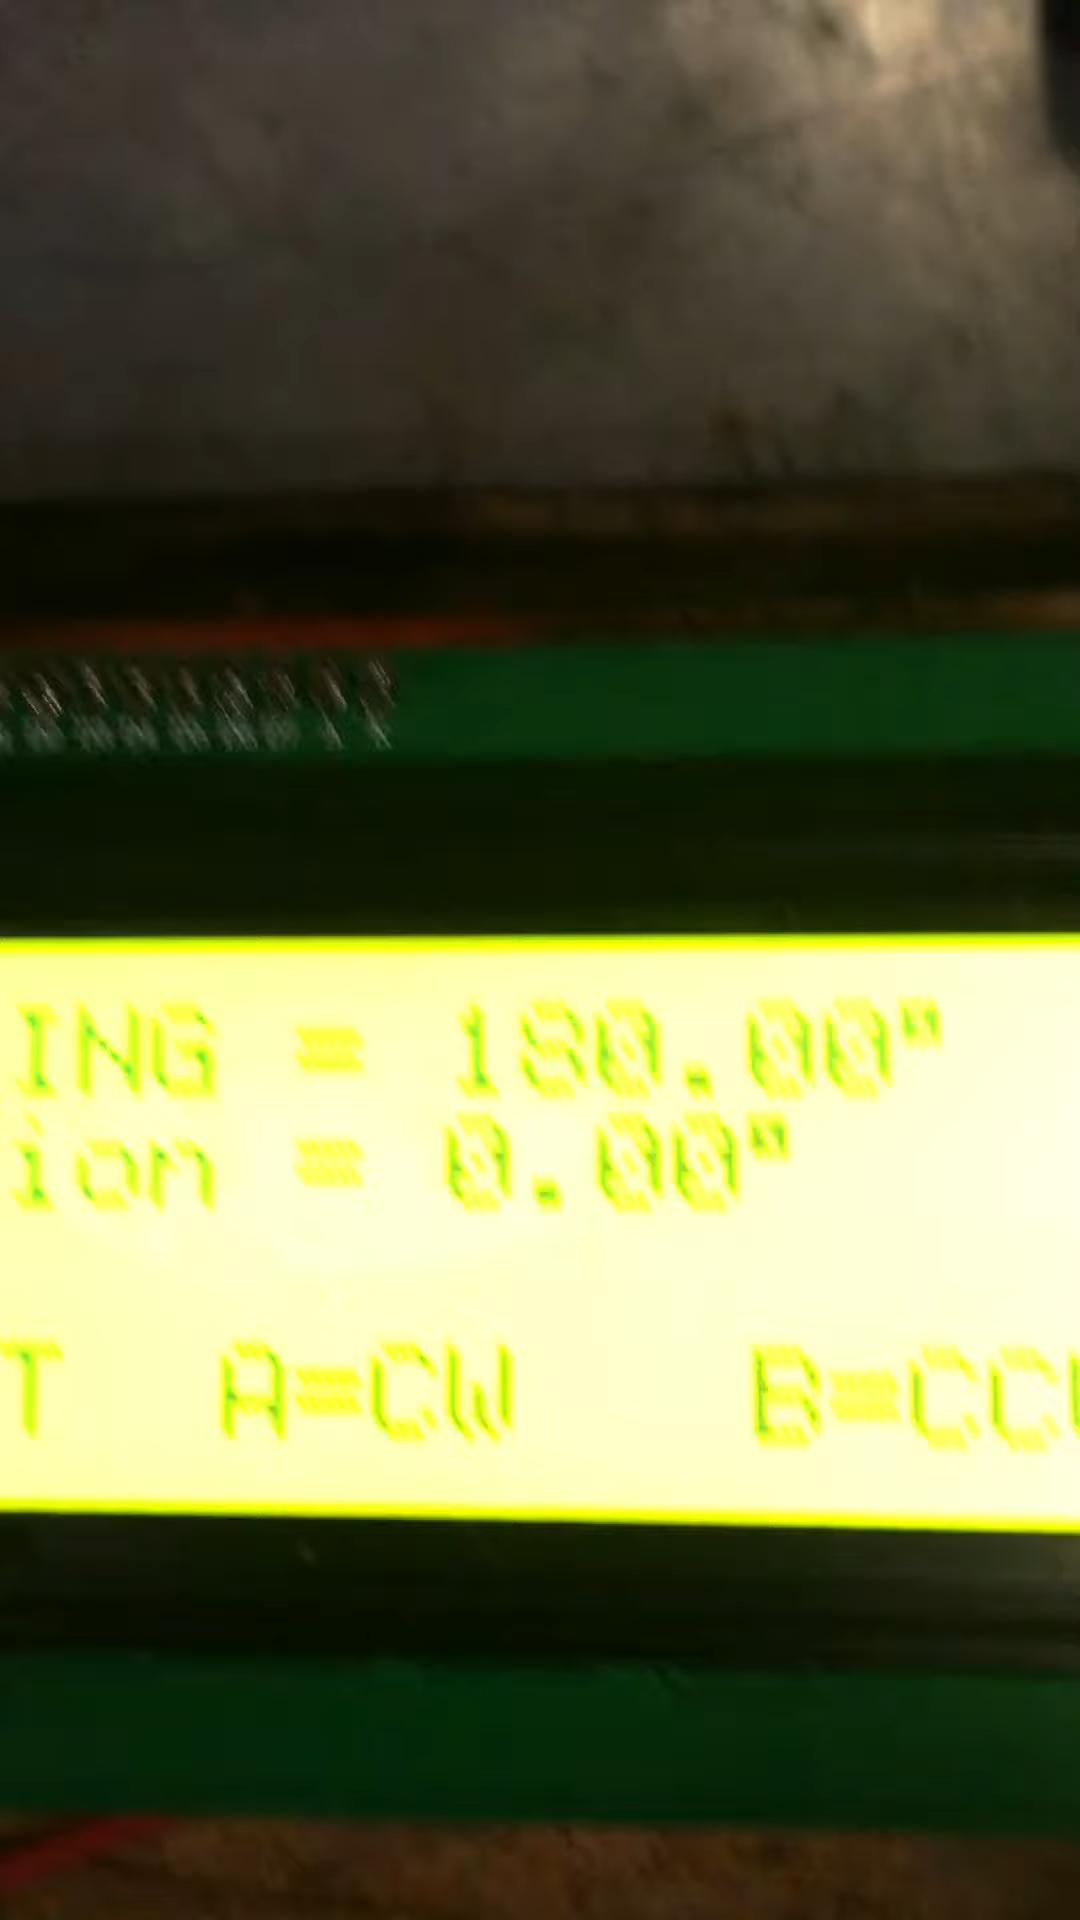 ING = 180.00"
ion = 0.00"
T A=CW B=CC